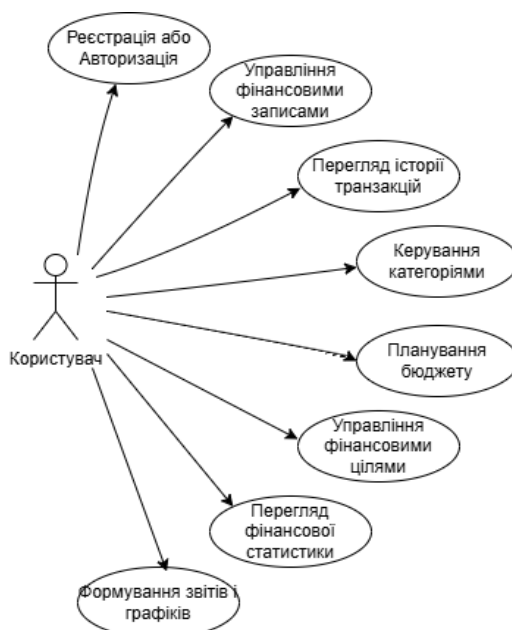 Реєстрація або
Авторизація
Управління
фінансовими
записами
Перегляд історії
транзакцій
Керування
категоріями
Користувач
Планування
бюджету
Управління
фінансовими
цілями
Перегляд
фінансової
статистики
Формування звітів і
графіків